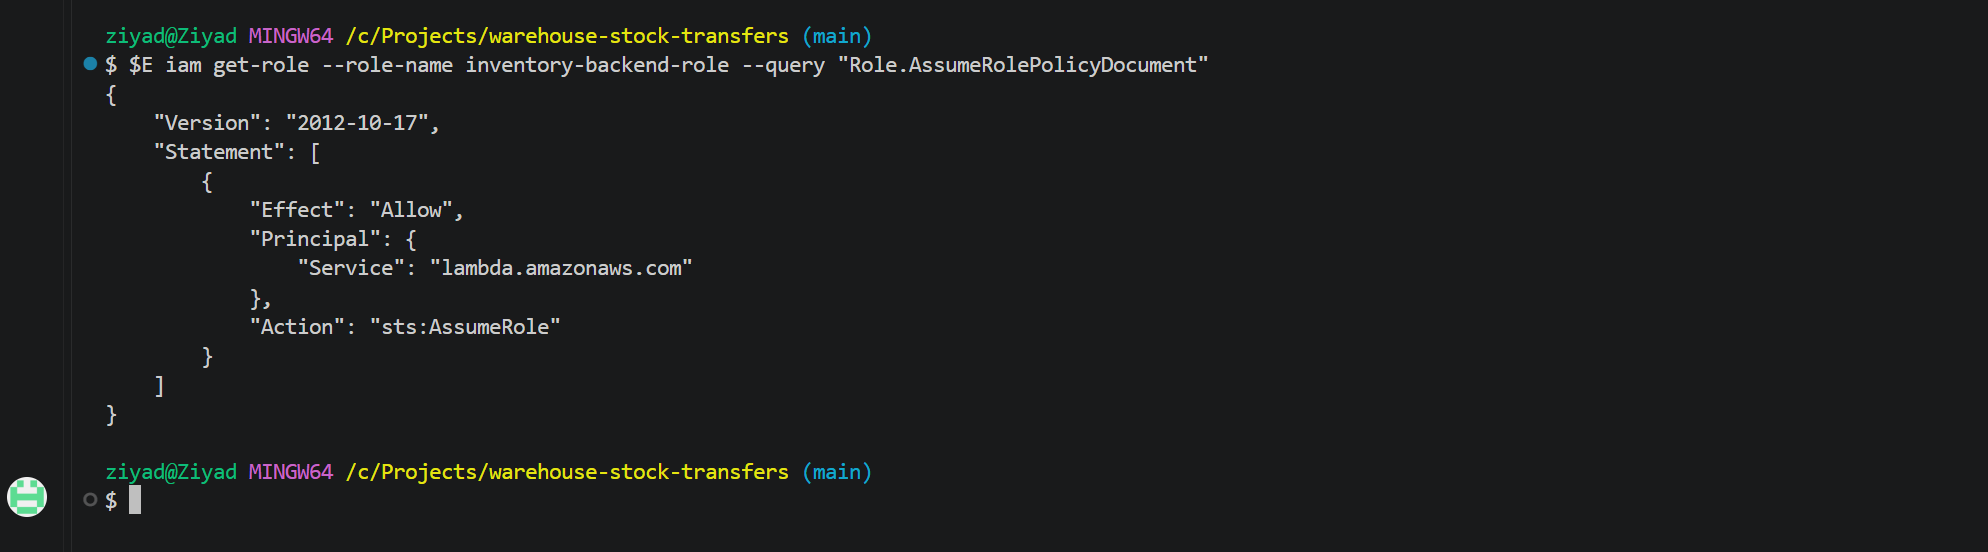 ziyad@Ziyad MINGW64 /c/Projects/warehouse-stock-transfers (main)
$ $E iam get-role --role-name inventory-backend-role --query "Role.AssumeRolePolicyDocument"
{
    "Version": "2012-10-17",
    "Statement": [
        {
            "Effect": "Allow",
            "Principal": {
                "Service": "lambda.amazonaws.com"
            },
            "Action": "sts:AssumeRole"
        }
    ]
}
ziyad@Ziyad MINGW64 /c/Projects/warehouse-stock-transfers (main)
$